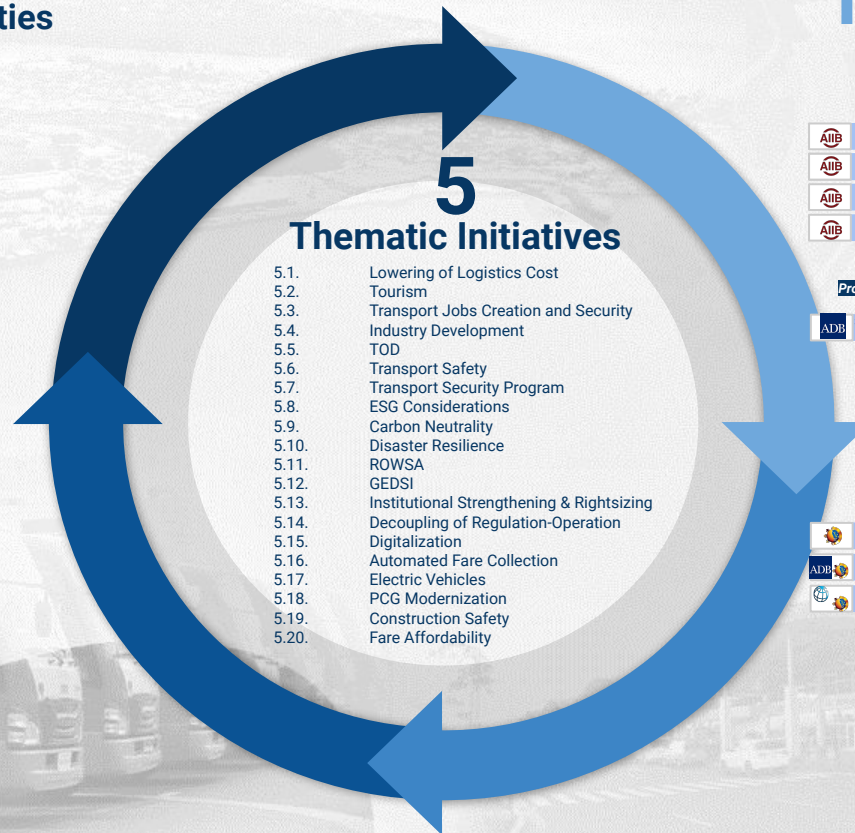 ties
5
Thematic Initiatives
5.1. Lowering of Logistics Cost
5.2. Tourism
5.3. Transport Jobs Creation and Security
5.4. Industry Development
5.5. TOD
5.6. Transport Safety
5.7. Transport Security Program
5.8. ESG Considerations
5.9. Carbon Neutrality
5.10. Disaster Resilience
5.11. ROWSA
5.12. GEDSI
5.13. Institutional Strengthening & Rightsizing
5.14. Decoupling of Regulation-Operation
5.15. Digitalization
5.16. Automated Fare Collection
5.17. Electric Vehicles
5.18. PCG Modernization
5.19. Construction Safety
5.20. Fare Affordability
AIIB
AIIB
AIIB
AIIB
Pro
ADB
ADB